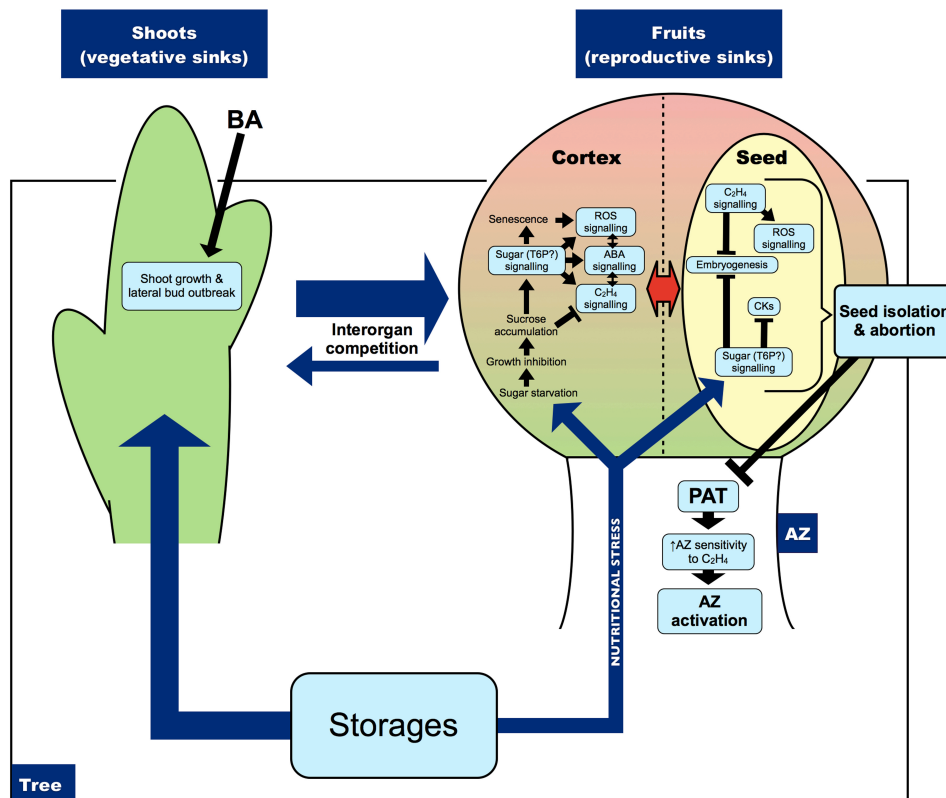 Shoots
(vegetative sinks)
Fruits
(reproductive sinks)
BA
Shoot growth &
lateral bud outbreak
Interorgan
competition
Cortex
Senescence
ROS
signalling
Sugar (T6P?)
signalling
ABA
signalling
C₂H₄
signalling
Sucrose
accumulation
Growth inhibition
Sugar starvation
Seed
C₂H₄
signalling
ROS
signalling
Embryogenesis
CKs
Sugar (T6P?)
signalling
Seed isolation
& abortion
PAT
↑AZ sensitivity
to C₂H₄
AZ
activation
AZ
NUTRITIONAL STRESS
Storages
Tree